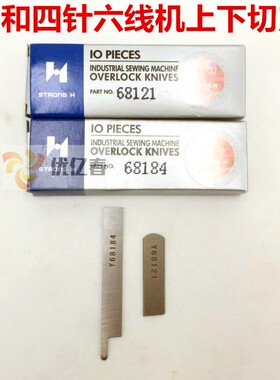 和四针六线机上下切刀
10 PIECES
INDUSTRIAL SEWING MACHINE
OVERLOCK KNIVES
PART NO. 68121
STRONG H
10 PIECES
INDUSTRIAL SEWING MACHINE
OVERLOCK KNIVES
PART NO. 68184
STRONG H
优亿春
Y68184
Y68121